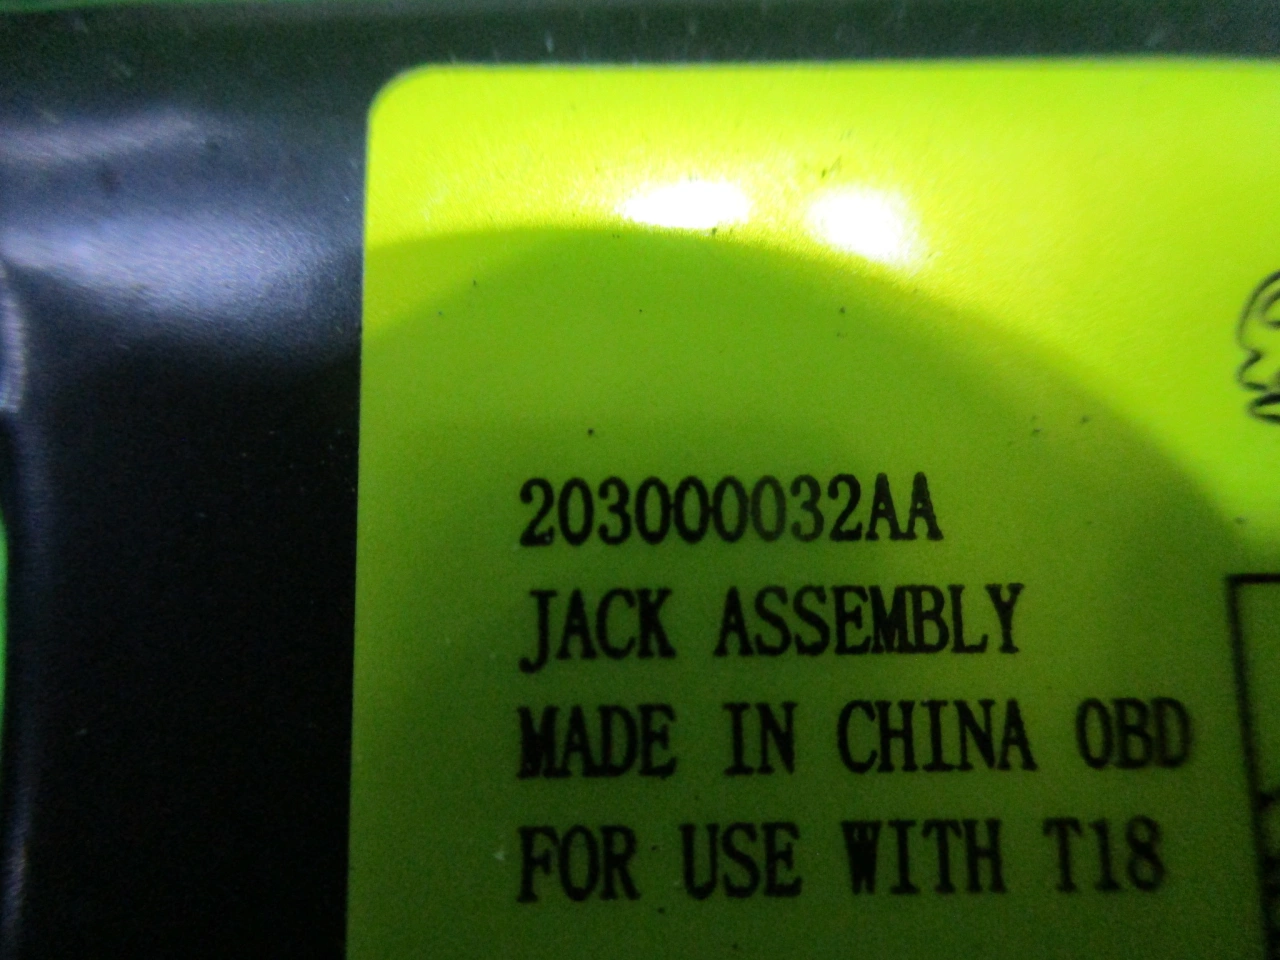 203000032AA
JACK ASSEMBLY
MADE IN CHINA OBD
FOR USE WITH T18